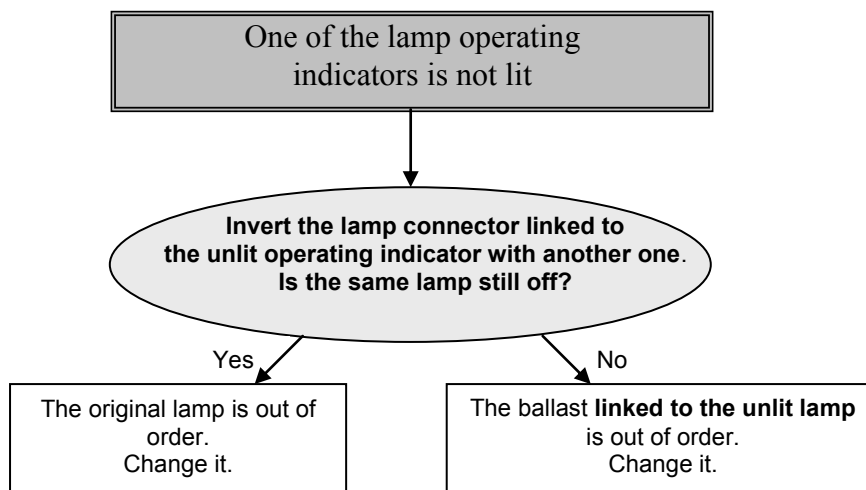 One of the lamp operating
indicators is not lit
Invert the lamp connector linked to
the unlit operating indicator with another one.
Is the same lamp still off?
Yes
No
The original lamp is out of
order.
Change it.
The ballast linked to the unlit lamp
is out of order.
Change it.